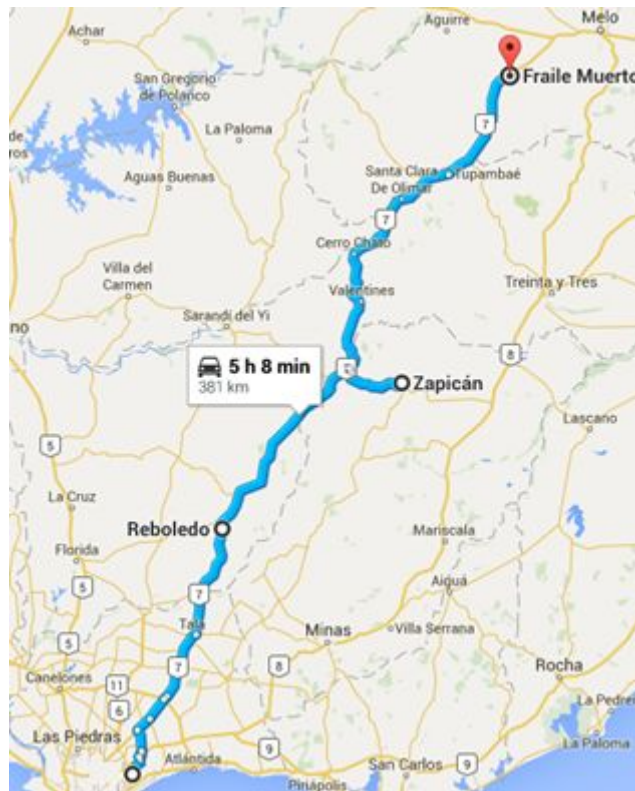 Aguirre
Melo
Achar
Fraile Muerto
San Gregorio
de Polanco
7
de
La Paloma
Santa Clara
De Olimar
Tupambaé
Aguas Buenas
7
Cerro Chato
Villa del
Carmen
Valentines
Treinta y Tres
Sarandí del Yí
no
5 h 8 min
381 km
8
Zapicán
Lascano
5
La Cruz
Reboledo
Mariscala
Florida
5
7
Aiguá
Tala
Minas
Villa Serrana
5
7
8
Rocha
Canelones
11
6
La Pedrer
Las Piedras
9
La Paloma
Atlántida
San Carlos
9
Piriápolis